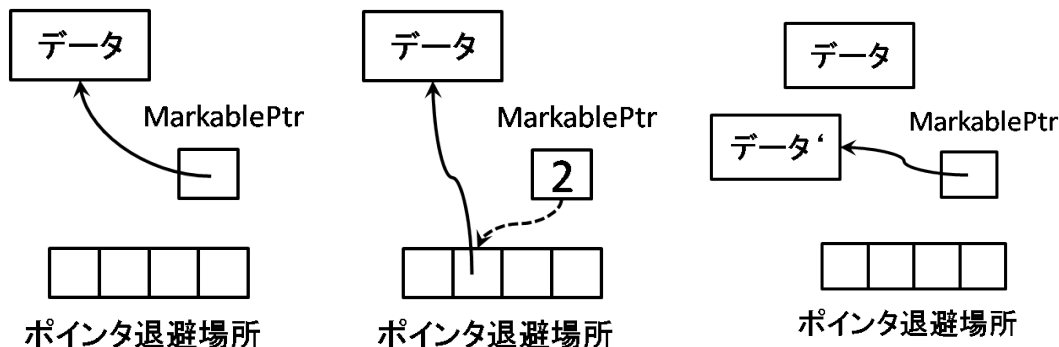 データ
MarkablePtr
ポインタ退避場所
データ
MarkablePtr
2
ポインタ退避場所
データ
データ‘
MarkablePtr
ポインタ退避場所